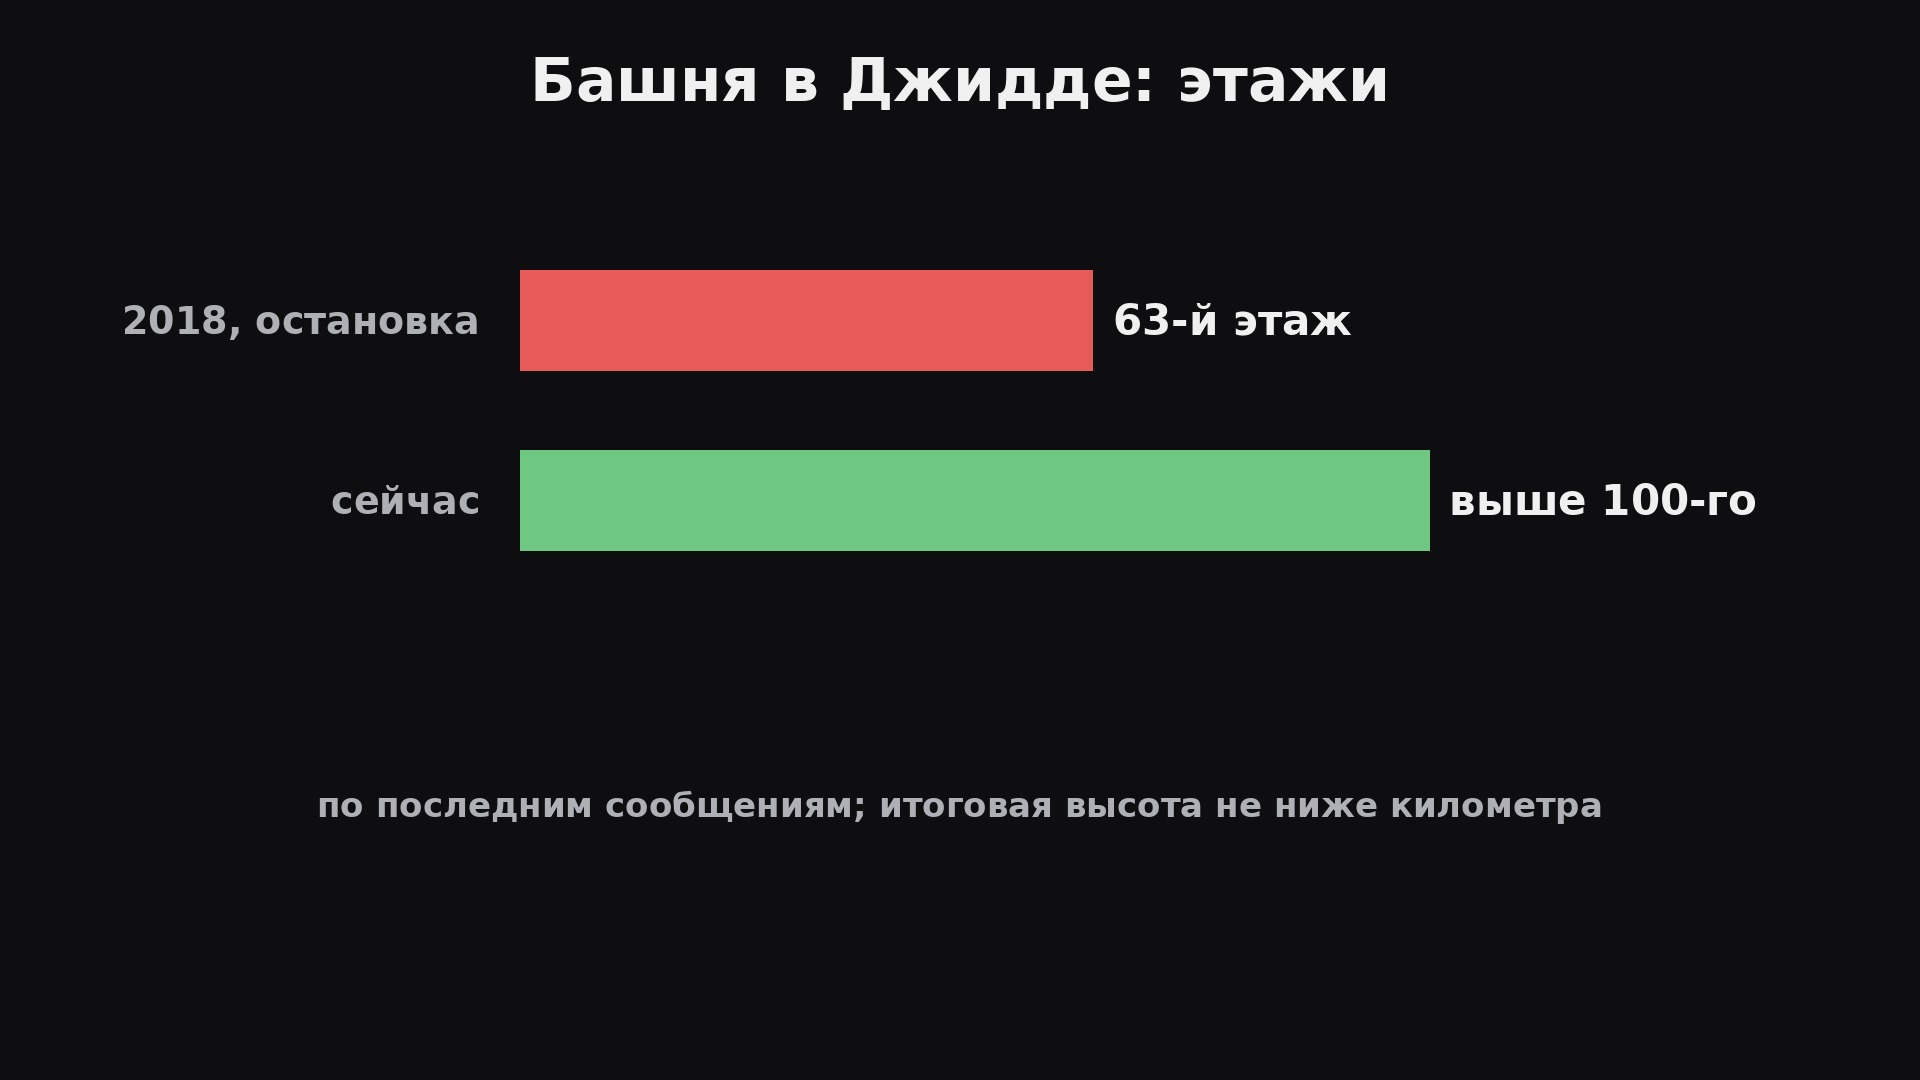 Башня в Джидде: этажи
2018, остановка 63-й этаж
сейчас выше 100-го
по последним сообщениям; итоговая высота не ниже километра